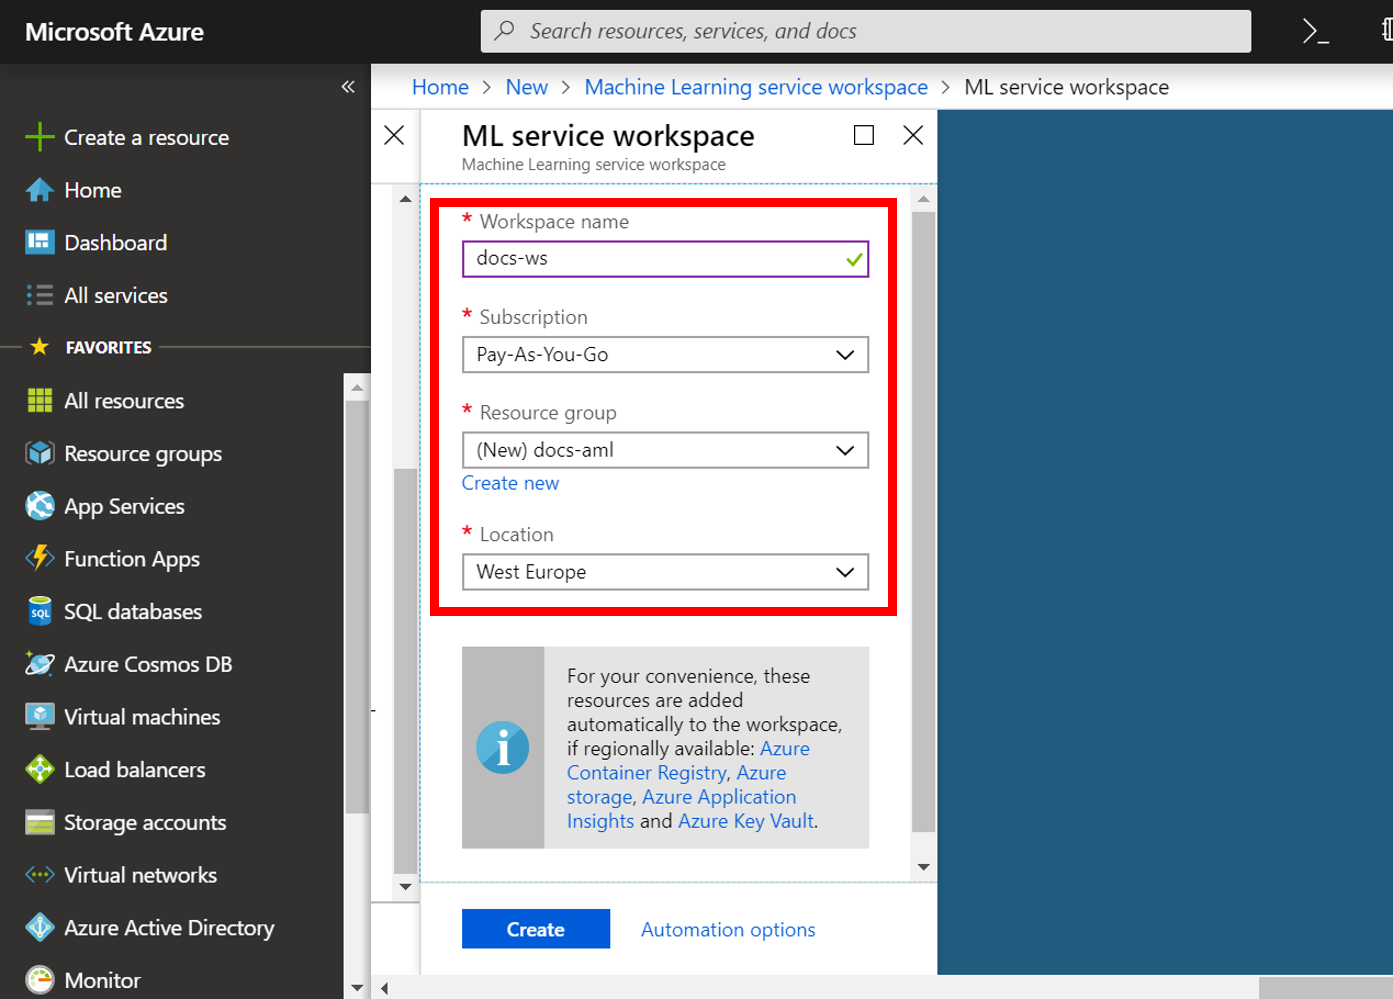 Microsoft Azure
Search resources, services, and docs
Home > New > Machine Learning service workspace > ML service workspace
Create a resource
Home
Dashboard
All services
FAVORITES
All resources
Resource groups
App Services
Function Apps
SQL databases
Azure Cosmos DB
Virtual machines
Load balancers
Storage accounts
Virtual networks
Azure Active Directory
Monitor
ML service workspace
Machine Learning service workspace
* Workspace name
docs-ws
* Subscription
Pay-As-You-Go
* Resource group
(New) docs-aml
Create new
* Location
West Europe
For your convenience, these
resources are added
automatically to the workspace,
if regionally available: Azure
Container Registry, Azure
storage, Azure Application
Insights and Azure Key Vault.
Create
Automation options